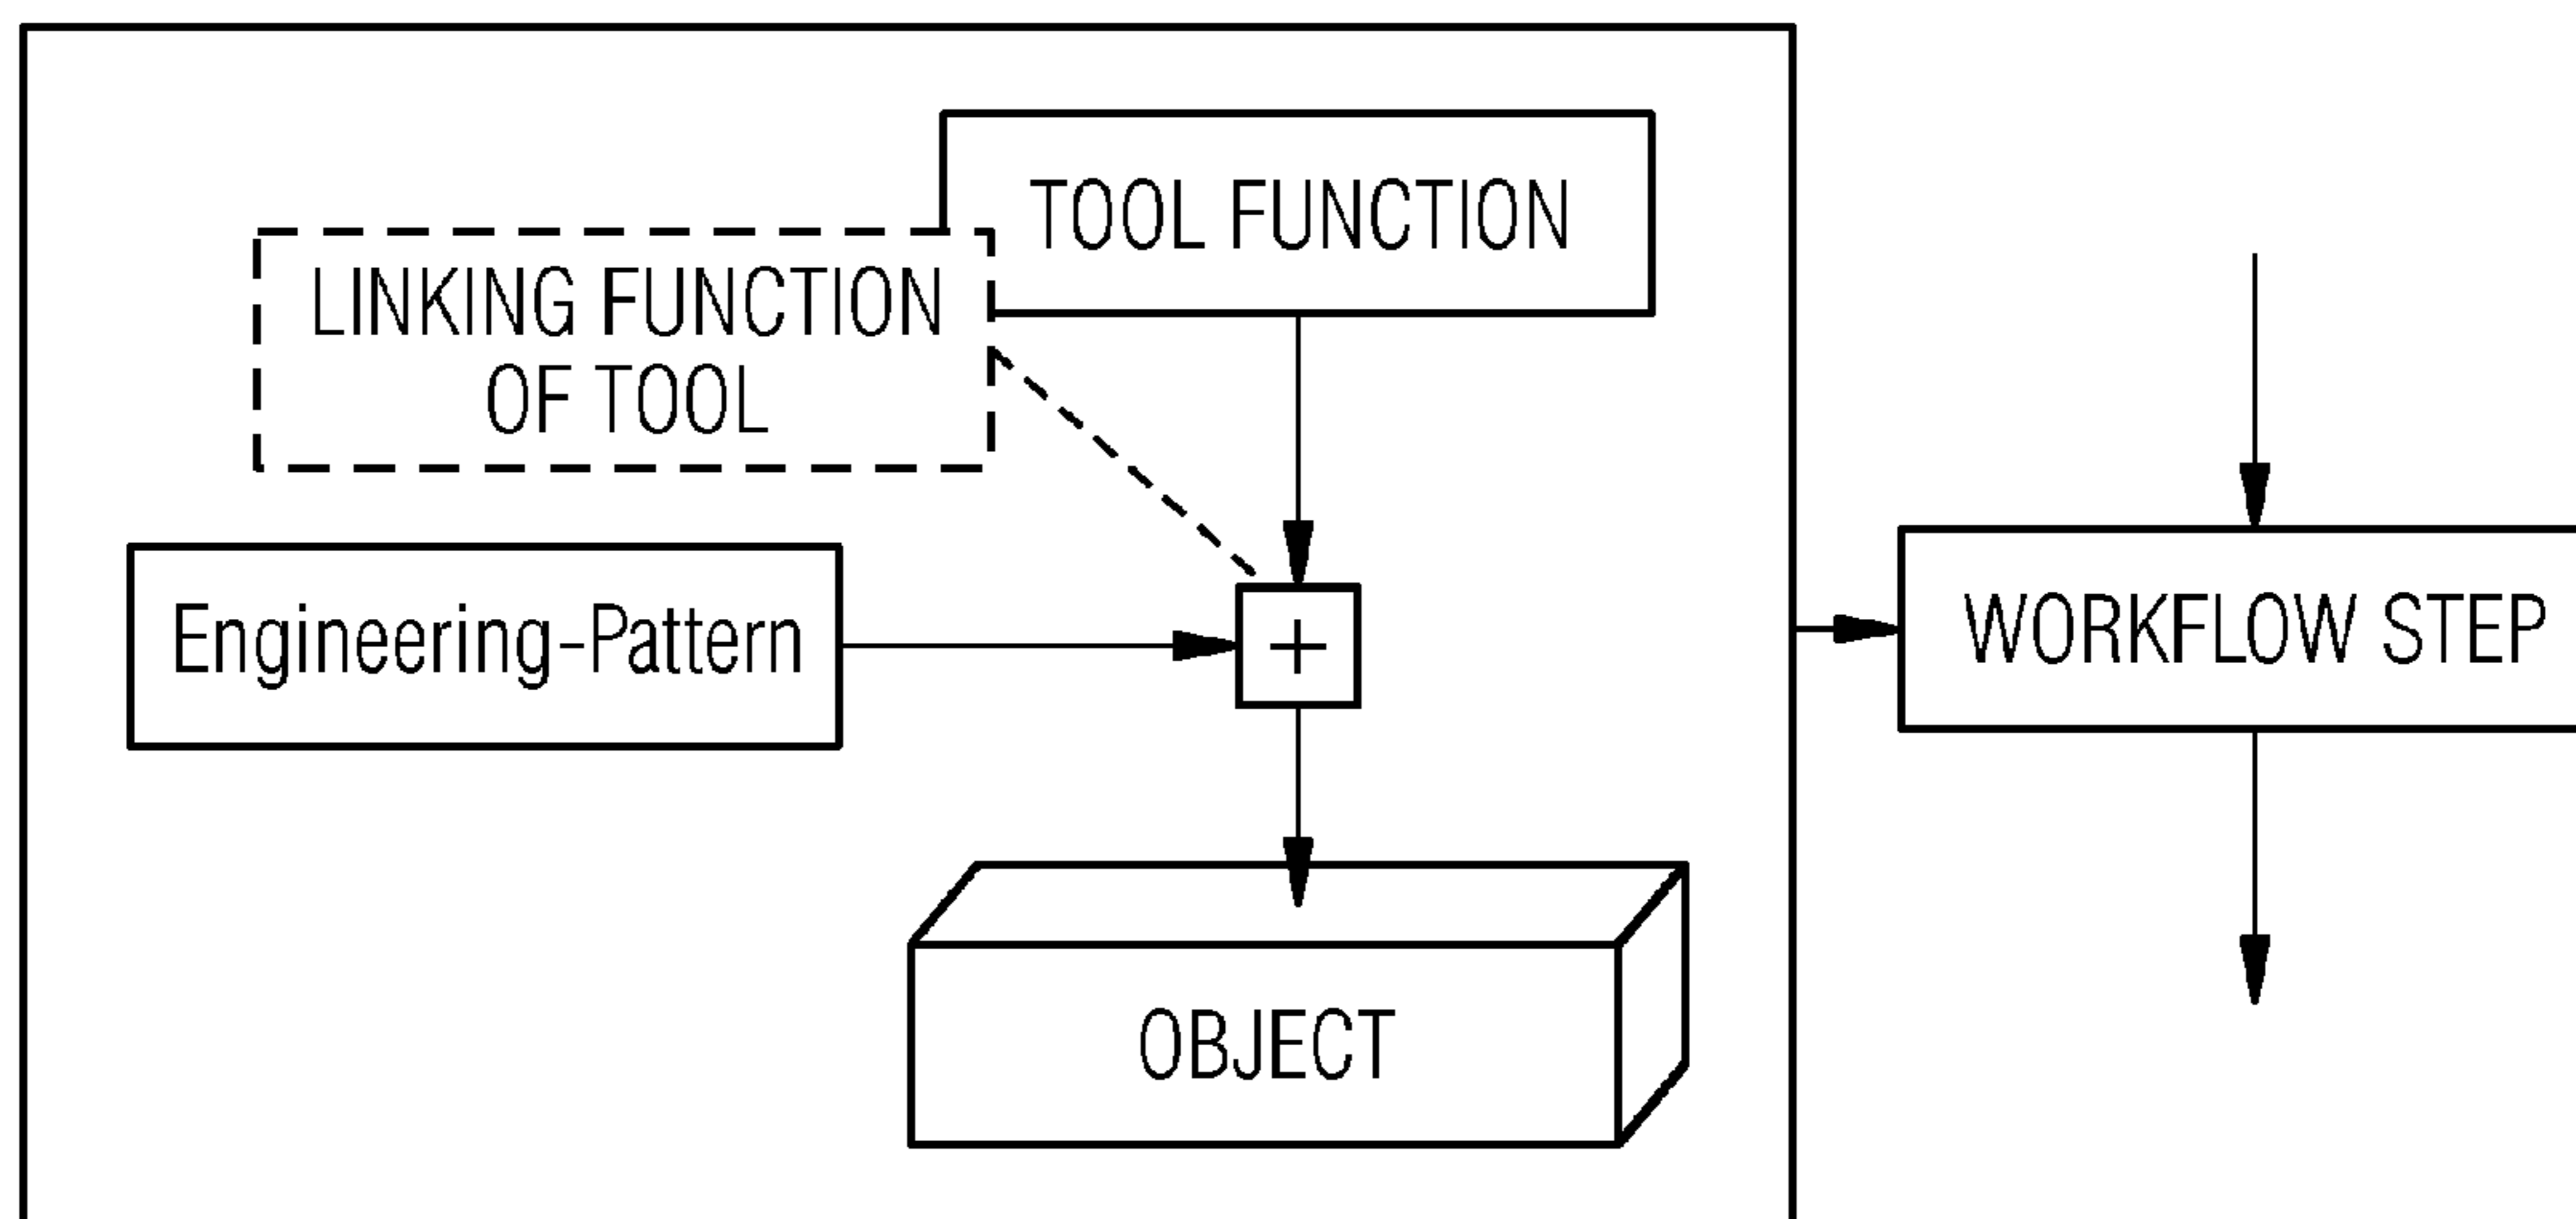 TOOL FUNCTION
LINKING FUNCTION
OF TOOL
Engineering-Pattern
+
WORKFLOW STEP
OBJECT